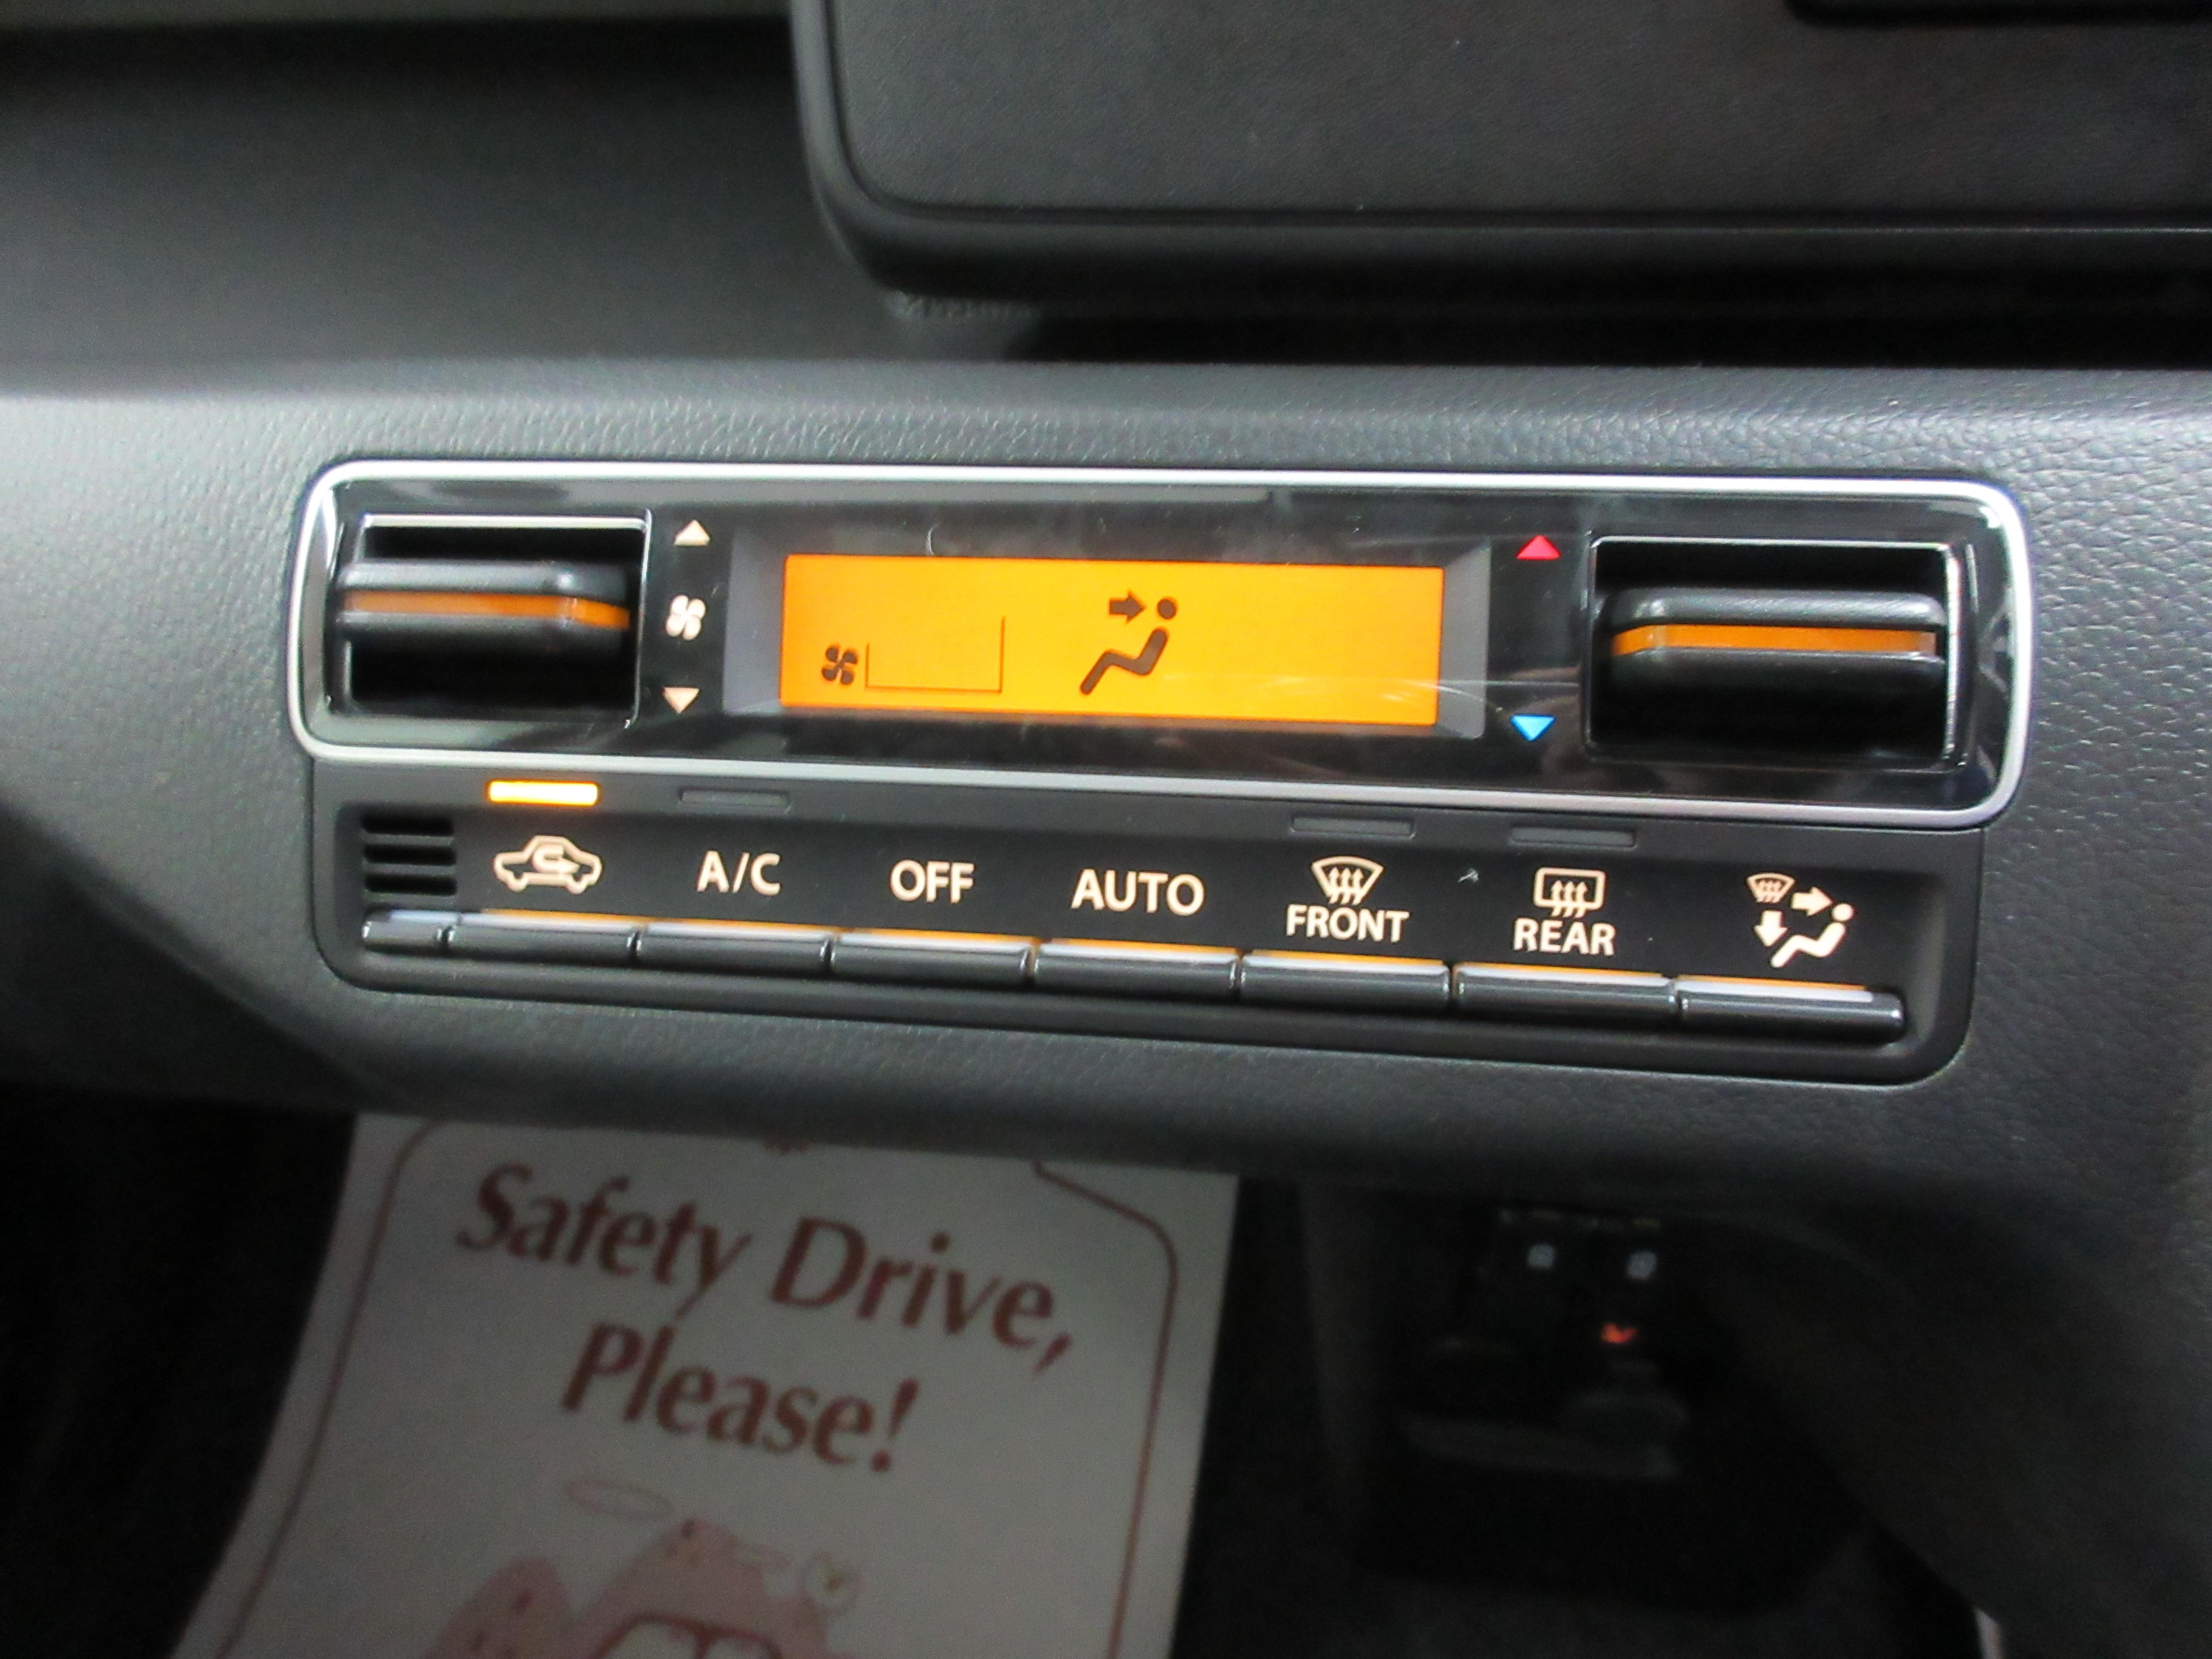 A/C
OFF
AUTO
FRONT
REAR
Safety Drive,
Please!